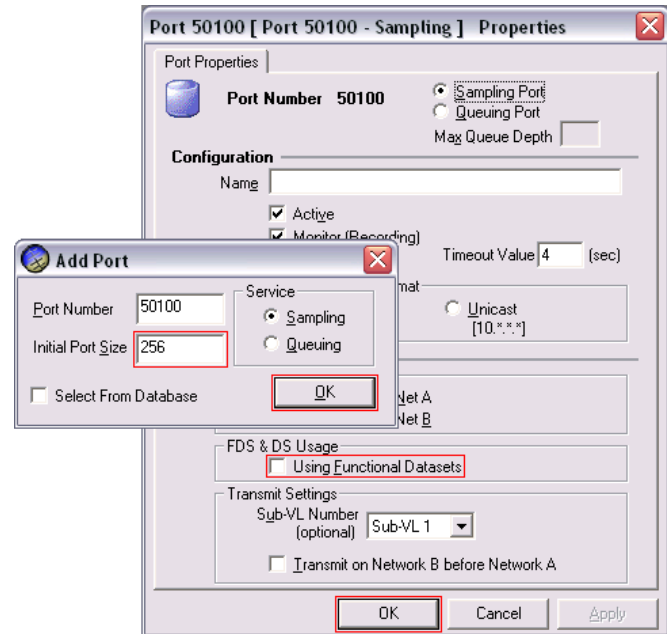 Port 50100 [ Port 50100 - Sampling ] Properties
Port Properties
Port Number 50100
Sampling Port
Queuing Port
Max Queue Depth
Configuration
Name
Active
Monitor (Recording)
Timeout Value 4 (sec)
Unicast
[10.*.*.*]
Net A
Net B
FDS & DS Usage
Using Functional Datasets
Transmit Settings
Sub-VL Number
(optional) Sub-VL 1
Transmit on Network B before Network A
OK Cancel Apply
Add Port
Port Number 50100
Initial Port Size 256
Select From Database
Service
Sampling
Queuing
OK